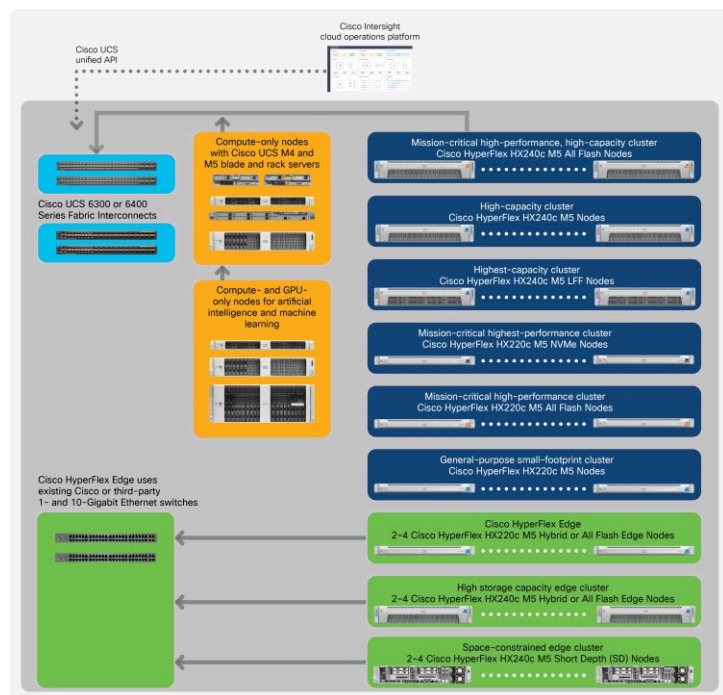 Cisco Intersight
cloud operations platform
Cisco UCS
unified API
Compute-only nodes
with Cisco UCS M4 and
M5 blade and rack servers
Mission-critical high-performance, high-capacity cluster
Cisco HyperFlex HX240c M5 All Flash Nodes
Cisco UCS 6300 or 6400
Series Fabric Interconnects
High-capacity cluster
Cisco HyperFlex HX240c M5 Nodes
Highest-capacity cluster
Cisco HyperFlex HX240c M5 LFF Nodes
Compute- and GPU-
only nodes for artificial
intelligence and machine
learning
Mission-critical highest-performance cluster
Cisco HyperFlex HX220c M5 NVMe Nodes
Mission-critical high-performance cluster
Cisco HyperFlex HX220c M5 All Flash Nodes
General-purpose small-footprint cluster
Cisco HyperFlex HX220c M5 Nodes
Cisco HyperFlex Edge uses
existing Cisco or third-party
1- and 10-Gigabit Ethernet switches
Cisco HyperFlex Edge
2-4 Cisco HyperFlex HX220c M5 Hybrid or All Flash Edge Nodes
High storage capacity edge cluster
2-4 Cisco HyperFlex HX240c M5 Hybrid or All Flash Edge Nodes
Space-constrained edge cluster
2-4 Cisco HyperFlex HX240c M5 Short Depth (SD) Nodes